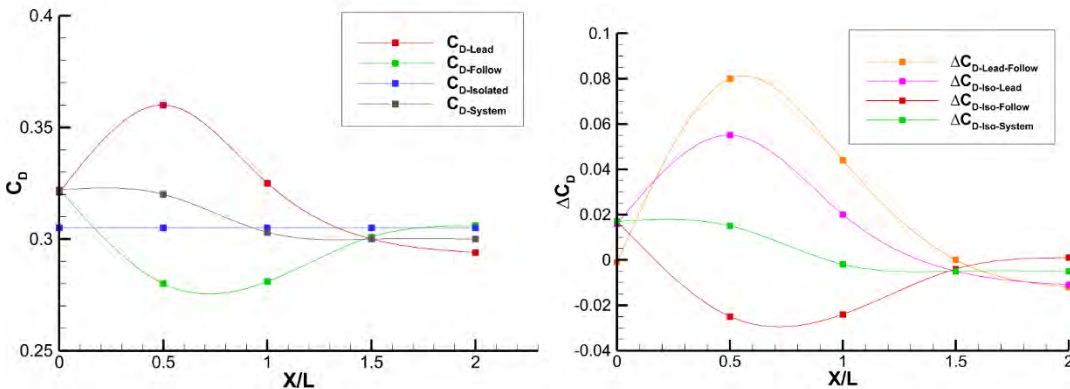 0.4
0.35
0.3
0.25
C_D
0
0.5
1
1.5
2
X/L
C_D-Lead
C_D-Follow
C_D-Isolated
C_D-System
0.1
0.08
0.06
0.04
0.02
0
-0.02
-0.04
ΔC_D
0
0.5
1
1.5
2
X/L
ΔC_D-Lead-Follow
ΔC_D-Iso-Lead
ΔC_D-Iso-Follow
ΔC_D-Iso-System